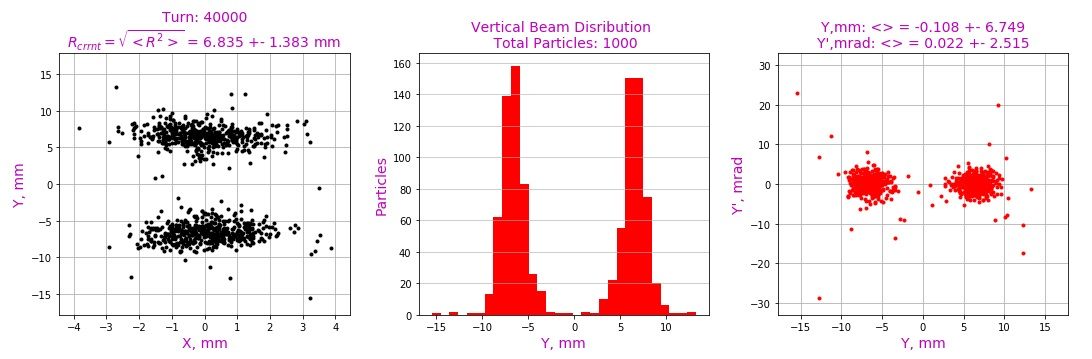 Turn: 40000
R_crrnt = √<R²> = 6.835 +- 1.383 mm
Y, mm
15
10
5
0
−5
−10
−15
−4 −3 −2 −1 0 1 2 3 4
X, mm
Vertical Beam Disribution
Total Particles: 1000
Particles
160
140
120
100
80
60
40
20
0
−15 −10 −5 0 5 10
Y, mm
Y,mm: <> = -0.108 +- 6.749
Y',mrad: <> = 0.022 +- 2.515
Y', mrad
30
20
10
0
−10
−20
−30
−15 −10 −5 0 5 10 15
Y, mm